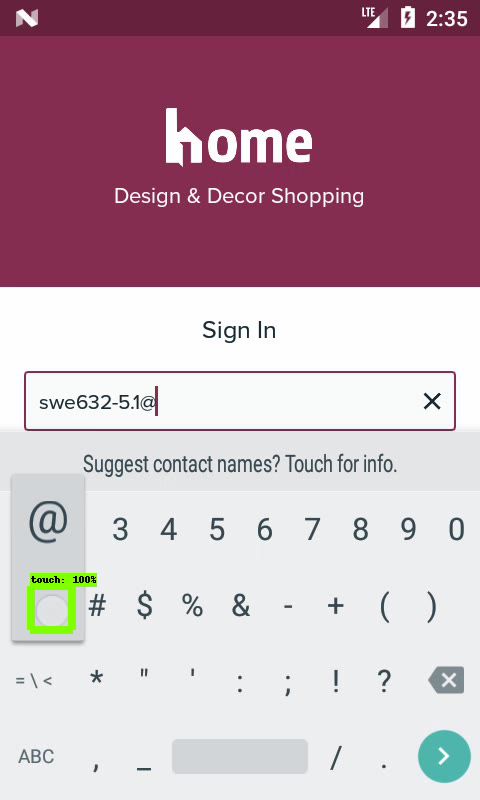 LTE 2:35
home
Design & Decor Shopping
Sign In
swe632-5.1@
Suggest contact names? Touch for info.
@ 3 4 5 6 7 8 9 0
touch: 100%
# $ % & - + ( )
= \ < * " ' : ; ! ?
ABC , _ / .